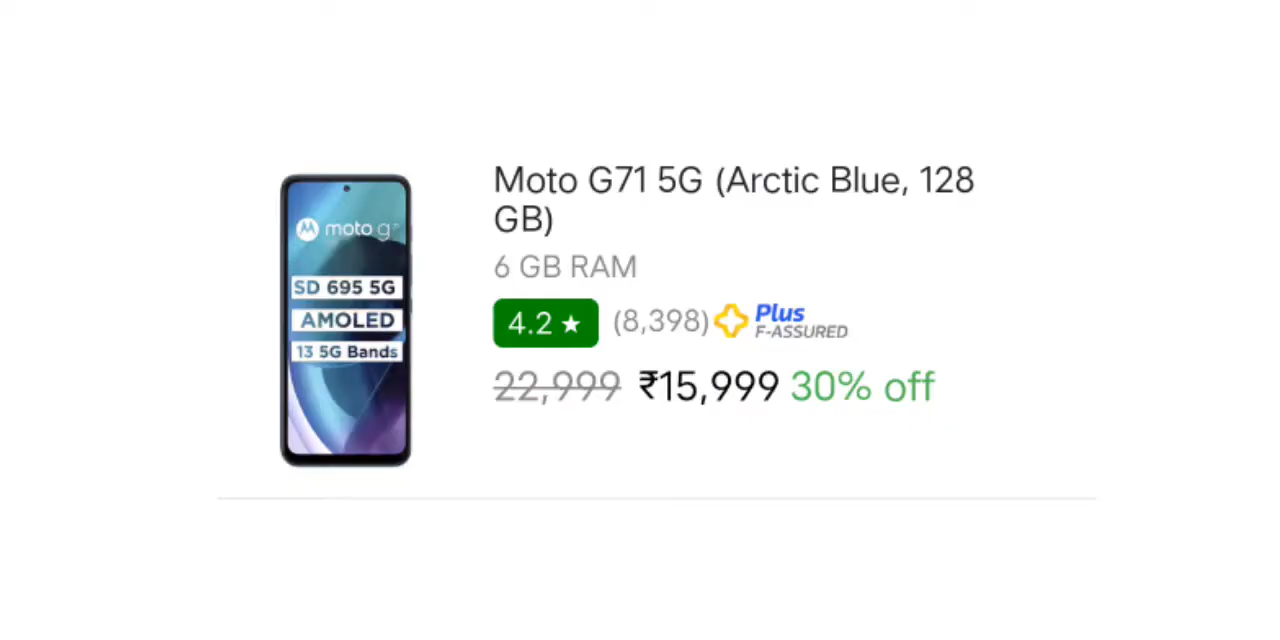 Moto G71 5G (Arctic Blue, 128
GB)
6 GB RAM
4.2 ★ (8,398) Plus
F-ASSURED
22,999 ₹15,999 30% off
moto g
SD 695 5G
AMOLED
13 5G Bands